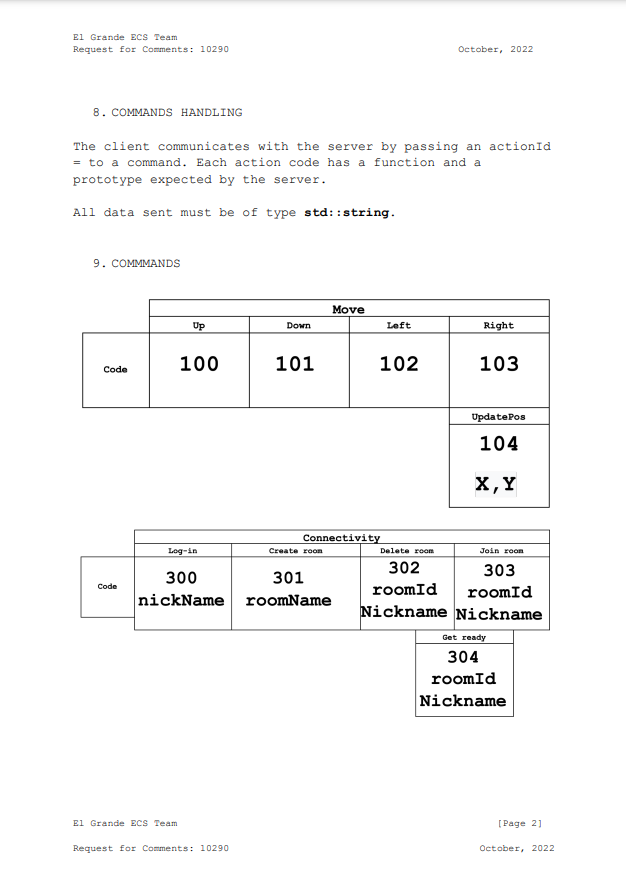 El Grande ECS Team
Request for Comments: 10290 October, 2022
8. COMMANDS HANDLING
The client communicates with the server by passing an actionId
= to a command. Each action code has a function and a
prototype expected by the server.
All data sent must be of type std::string.
9. COMMMANDS
Move
Up Down Left Right
Code 100 101 102 103
UpdatePos
104
X,Y
Connectivity
Log-in Create room Delete room Join room
Code 300 301 302 303
nickName roomName roomId roomId
Nickname Nickname
Get ready
304
roomId
Nickname
El Grande ECS Team [Page 2]
Request for Comments: 10290 October, 2022